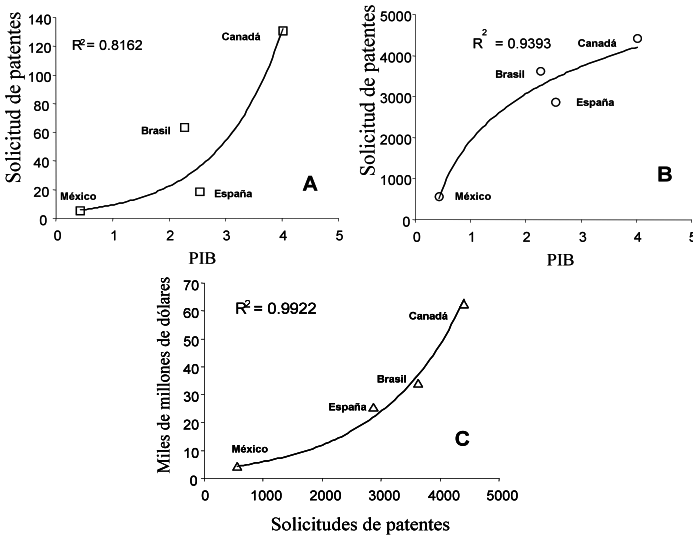 Solicitud de patentes
140
120
100
80
60
40
20
0
R²= 0.8162
Canadá
Brasil
España
México
A
0 1 2 3 4 5
PIB
Solicitud de patentes
5000
4000
3000
2000
1000
0
R² = 0.9393
Canadá
Brasil
España
México
B
0 1 2 3 4 5
PIB
Miles de millones de dólares
70
60
50
40
30
20
10
0
R²= 0.9922
Canadá
Brasil
España
México
C
0 1000 2000 3000 4000 5000
Solicitudes de patentes